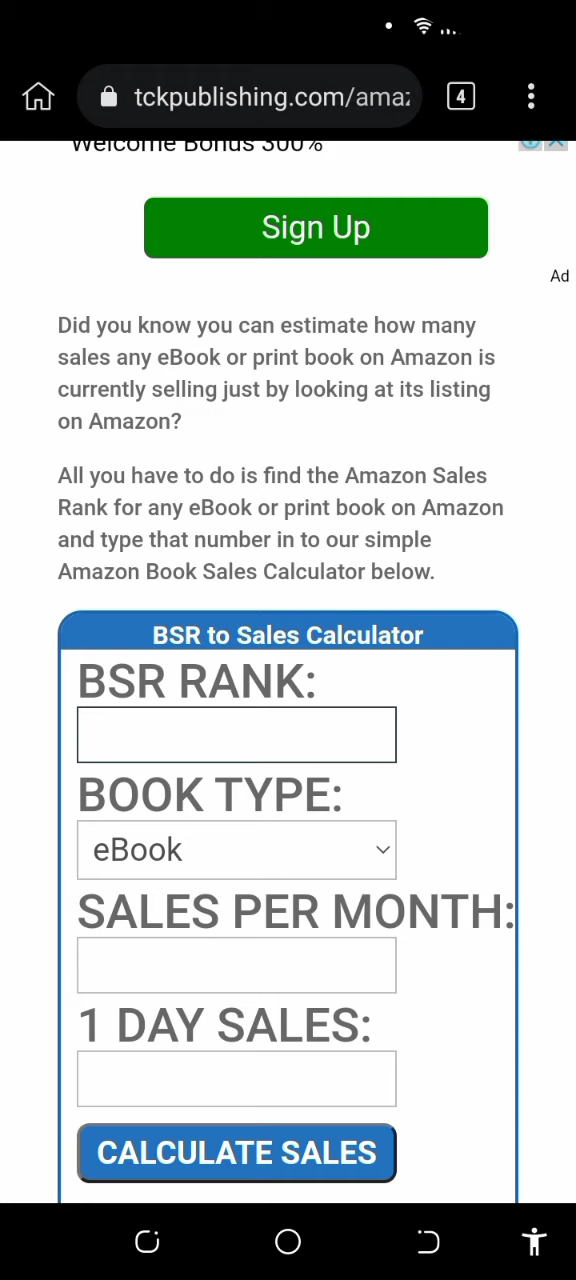 tckpublishing.com/amaz
4
Welcome Bonus 300%
Sign Up
Ad
Did you know you can estimate how many
sales any eBook or print book on Amazon is
currently selling just by looking at its listing
on Amazon?
All you have to do is find the Amazon Sales
Rank for any eBook or print book on Amazon
and type that number in to our simple
Amazon Book Sales Calculator below.
BSR to Sales Calculator
BSR RANK:
BOOK TYPE:
eBook
SALES PER MONTH:
1 DAY SALES:
CALCULATE SALES